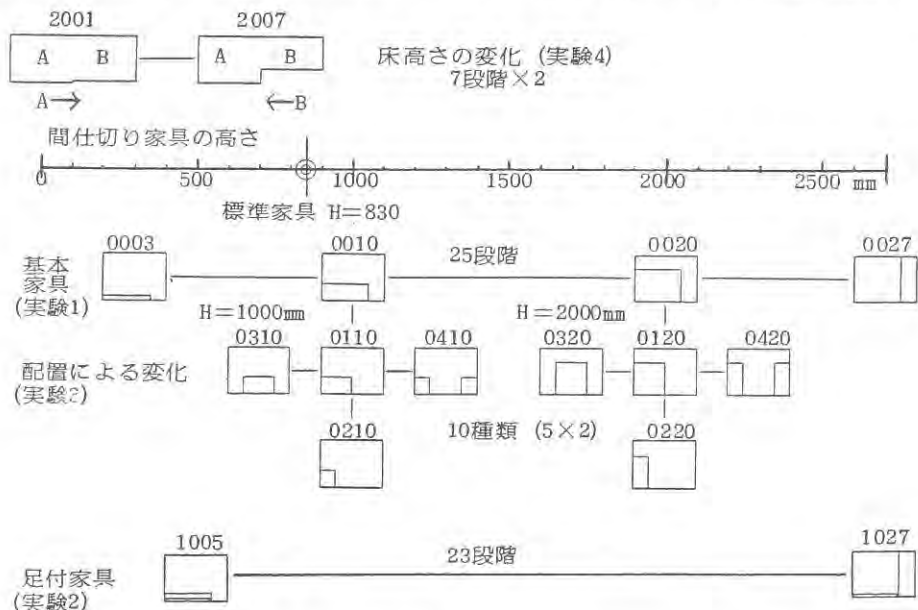 2001 2007
A B A B 床高さの変化 (実験4)
A→ ←B 7段階×2
間仕切り家具の高さ
0 500 1000 1500 2000 2500 mm
標準家具 H=830
0003 0010 0020 0027
基本 25段階
家具
(実験1)
H=1000mm H=2000mm
0310 0110 0410 0320 0120 0420
配置による変化
(実験3)
0210 10種類 (5×2) 0220
1005 23段階 1027
足付家具
(実験2)